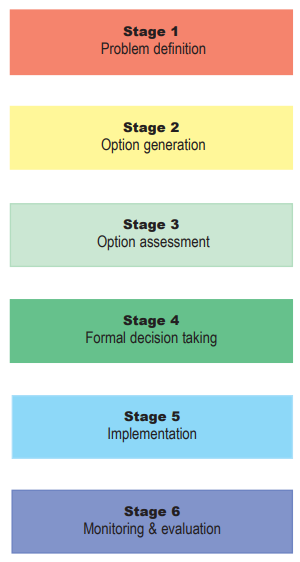 Stage 1
Problem definition
Stage 2
Option generation
Stage 3
Option assessment
Stage 4
Formal decision taking
Stage 5
Implementation
Stage 6
Monitoring & evaluation